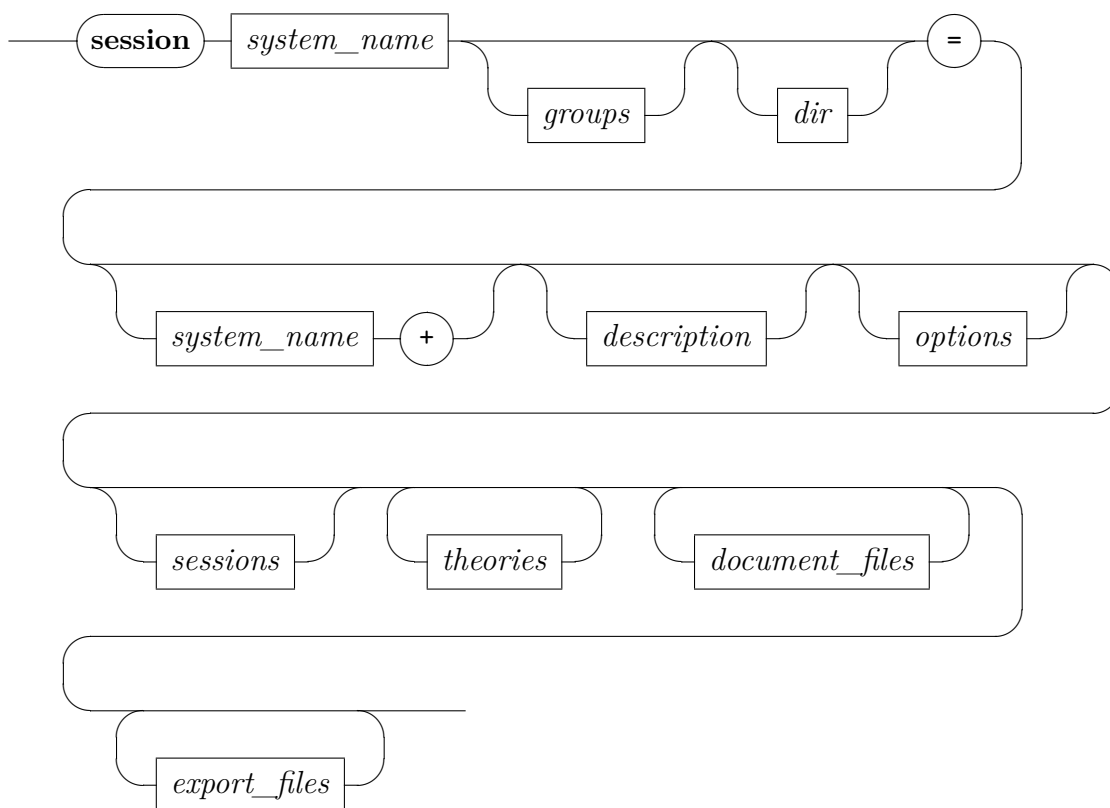 session system_name =
groups dir
system_name + description options
sessions theories document_files
export_files